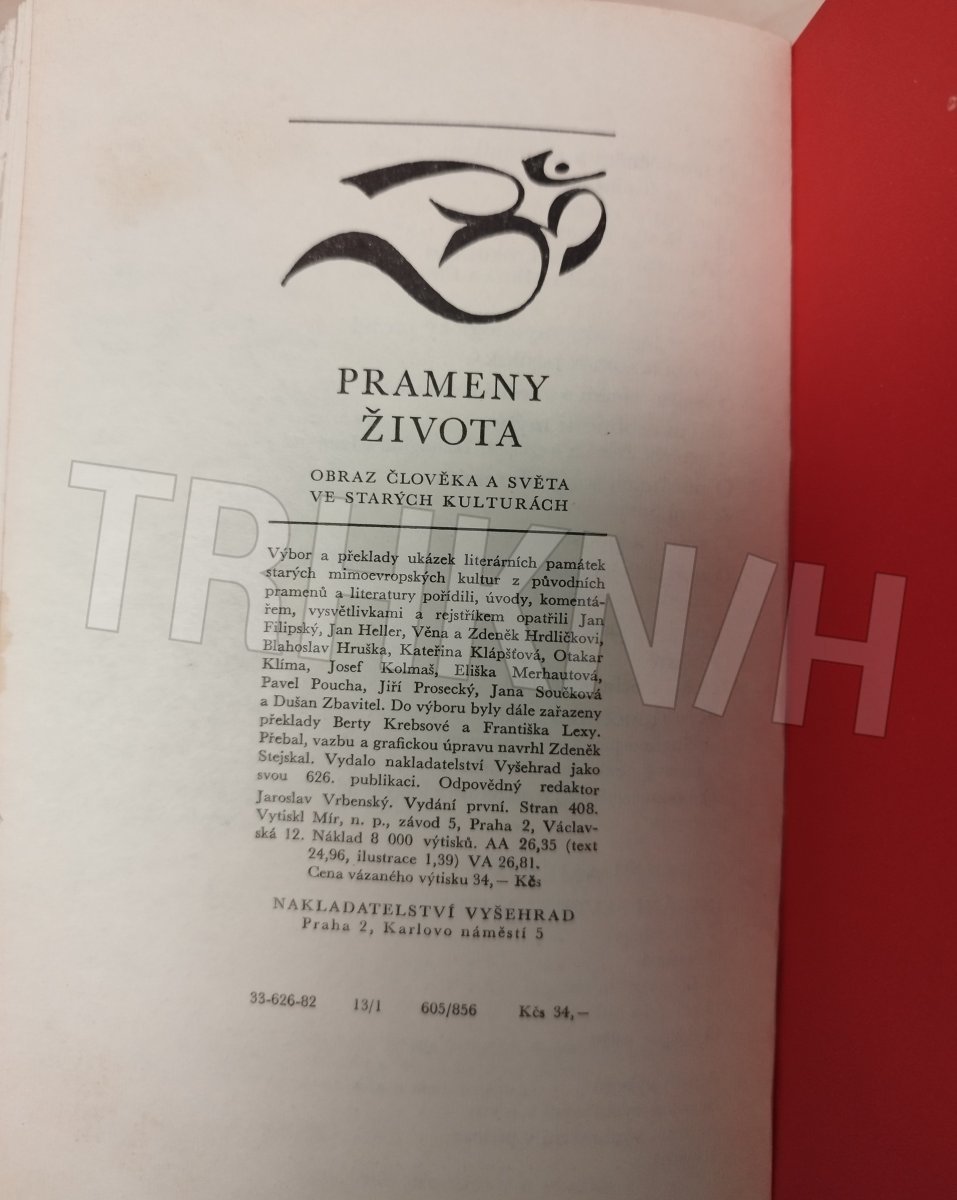 PRAMENY
ŽIVOTA
OBRAZ ČLOVĚKA A SVĚTA
VE STARÝCH KULTURÁCH
Výbor a překlady ukázek literárních památek
starých mimoevropských kultur z původních
pramenů a literatury pořídili, úvody, komentá-
řem, vysvětlivkami a rejstříkem opatřili Jan
Filipský, Jan Heller, Věna a Zdeněk Hrdličkovi,
Blahoslav Hruška, Kateřina Klápšťová, Otakar
Klíma, Josef Kolmaš, Eliška Merhautová,
Pavel Poucha, Jiří Prosecký, Jana Součková
a Dušan Zbavitel. Do výboru byly dále zařazeny
překlady Berty Krebsové a Františka Lexy.
Přebal, vazbu a grafickou úpravu navrhl Zdeněk
Stejskal. Vydalo nakladatelství Vyšehrad jako
svou 626. publikaci. Odpovědný redaktor
Jaroslav Vrbenský. Vydání první. Stran 408.
Vytiskl Mír, n. p., závod 5, Praha 2, Václav-
ská 12. Náklad 8 000 výtisků. AA 26,35 (text
24,96, ilustrace 1,39) VA 26,81.
Cena vázaného výtisku 34,— Kčs
NAKLADATELSTVÍ VYŠEHRAD
Praha 2, Karlovo náměstí 5
33-626-82 13/1 605/856 Kčs 34,—